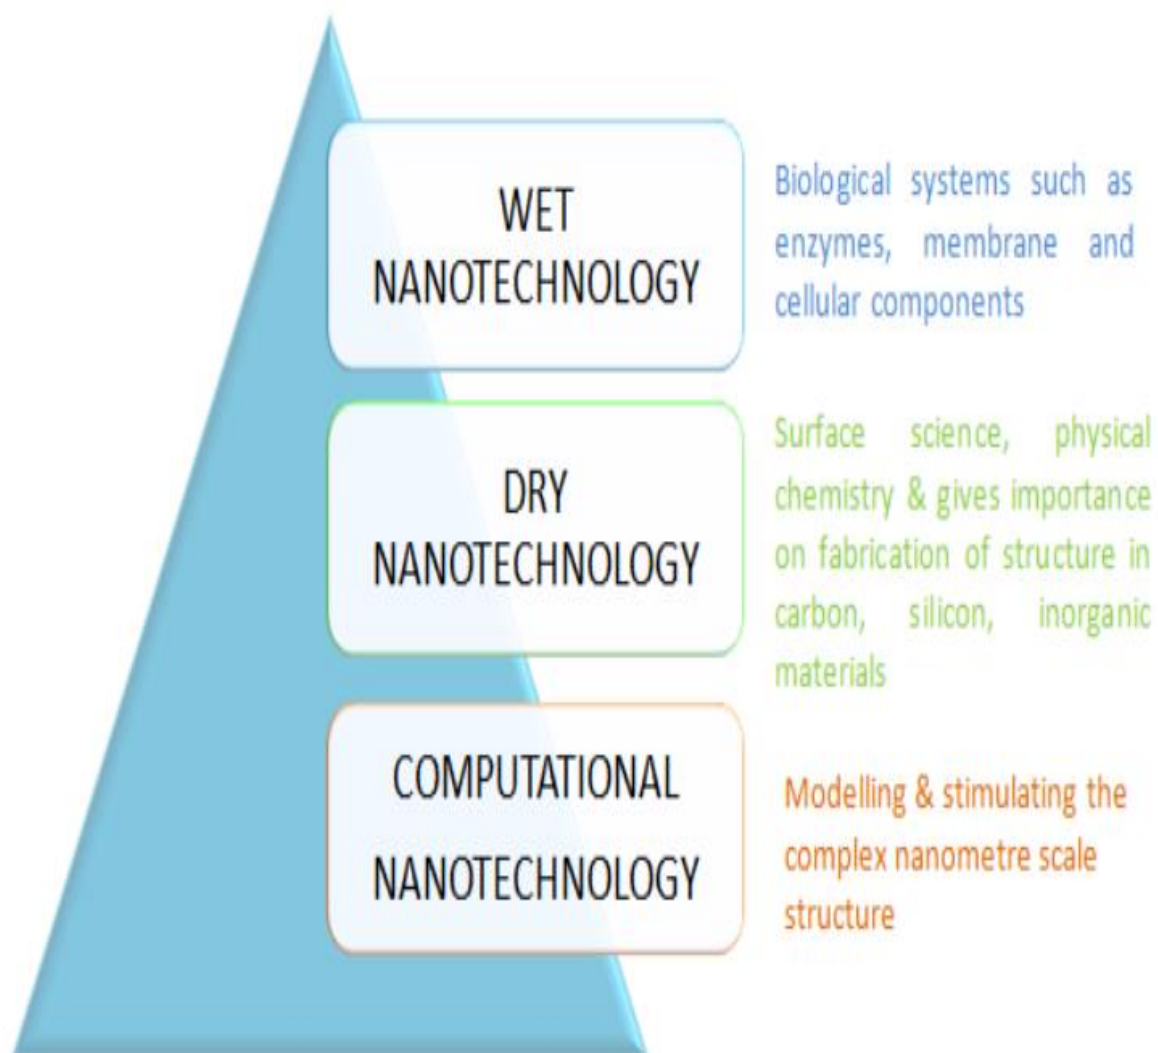 WET
NANOTECHNOLOGY
Biological systems such as
enzymes, membrane and
cellular components
DRY
NANOTECHNOLOGY
Surface science, physical
chemistry & gives importance
on fabrication of structure in
carbon, silicon, inorganic
materials
COMPUTATIONAL
NANOTECHNOLOGY
Modelling & stimulating the
complex nanometre scale
structure